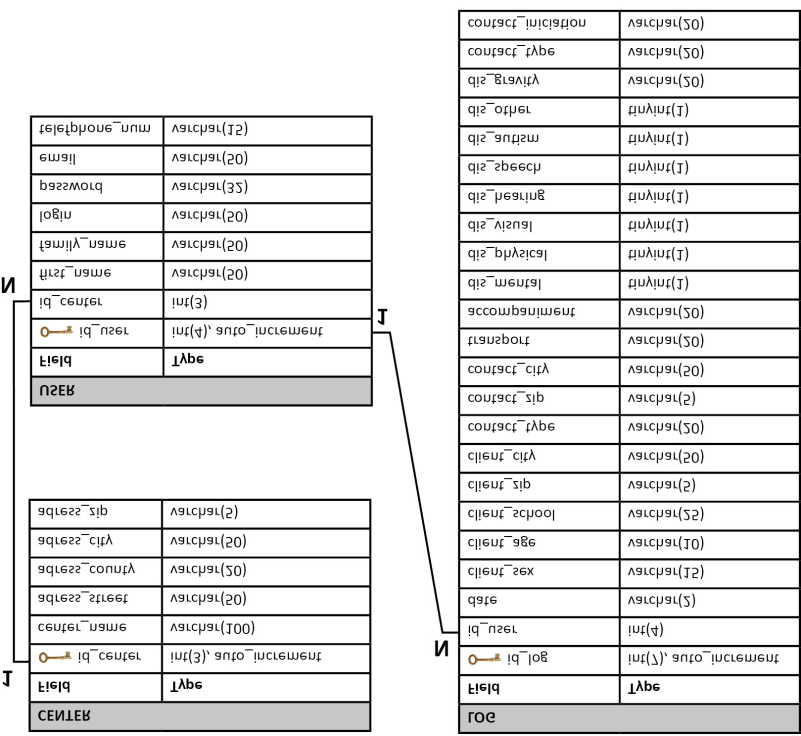 CENTER
Field Type
id_center int(3), auto_increment
center_name varchar(100)
adress_street varchar(50)
adress_county varchar(20)
adress_city varchar(50)
adress_zip varchar(5)
USER
Field Type
id_user int(4), auto_increment
id_center int(3)
first_name varchar(50)
family_name varchar(50)
login varchar(50)
password varchar(32)
email varchar(50)
telefphone_num varchar(15)
LOG
Field Type
id_log int(7), auto_increment
id_user int(4)
date varchar(2)
client_sex varchar(15)
client_age varchar(10)
client_school varchar(25)
client_zip varchar(5)
client_city varchar(50)
contact_type varchar(20)
contact_zip varchar(5)
contact_city varchar(50)
transport varchar(20)
accompaniment varchar(20)
dis_mental tinyint(1)
dis_physical tinyint(1)
dis_visual tinyint(1)
dis_hearing tinyint(1)
dis_speech tinyint(1)
dis_autism tinyint(1)
dis_other tinyint(1)
dis_gravity varchar(20)
contact_type varchar(20)
contact_iniciation varchar(20)
1
N
1
N